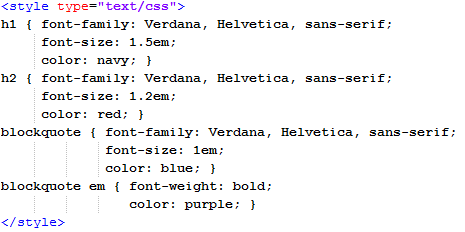 <style type="text/css">
h1 { font-family: Verdana, Helvetica, sans-serif;
font-size: 1.5em;
color: navy; }
h2 { font-family: Verdana, Helvetica, sans-serif;
font-size: 1.2em;
color: red; }
blockquote { font-family: Verdana, Helvetica, sans-serif;
font-size: 1em;
color: blue; }
blockquote em { font-weight: bold;
color: purple; }
</style>